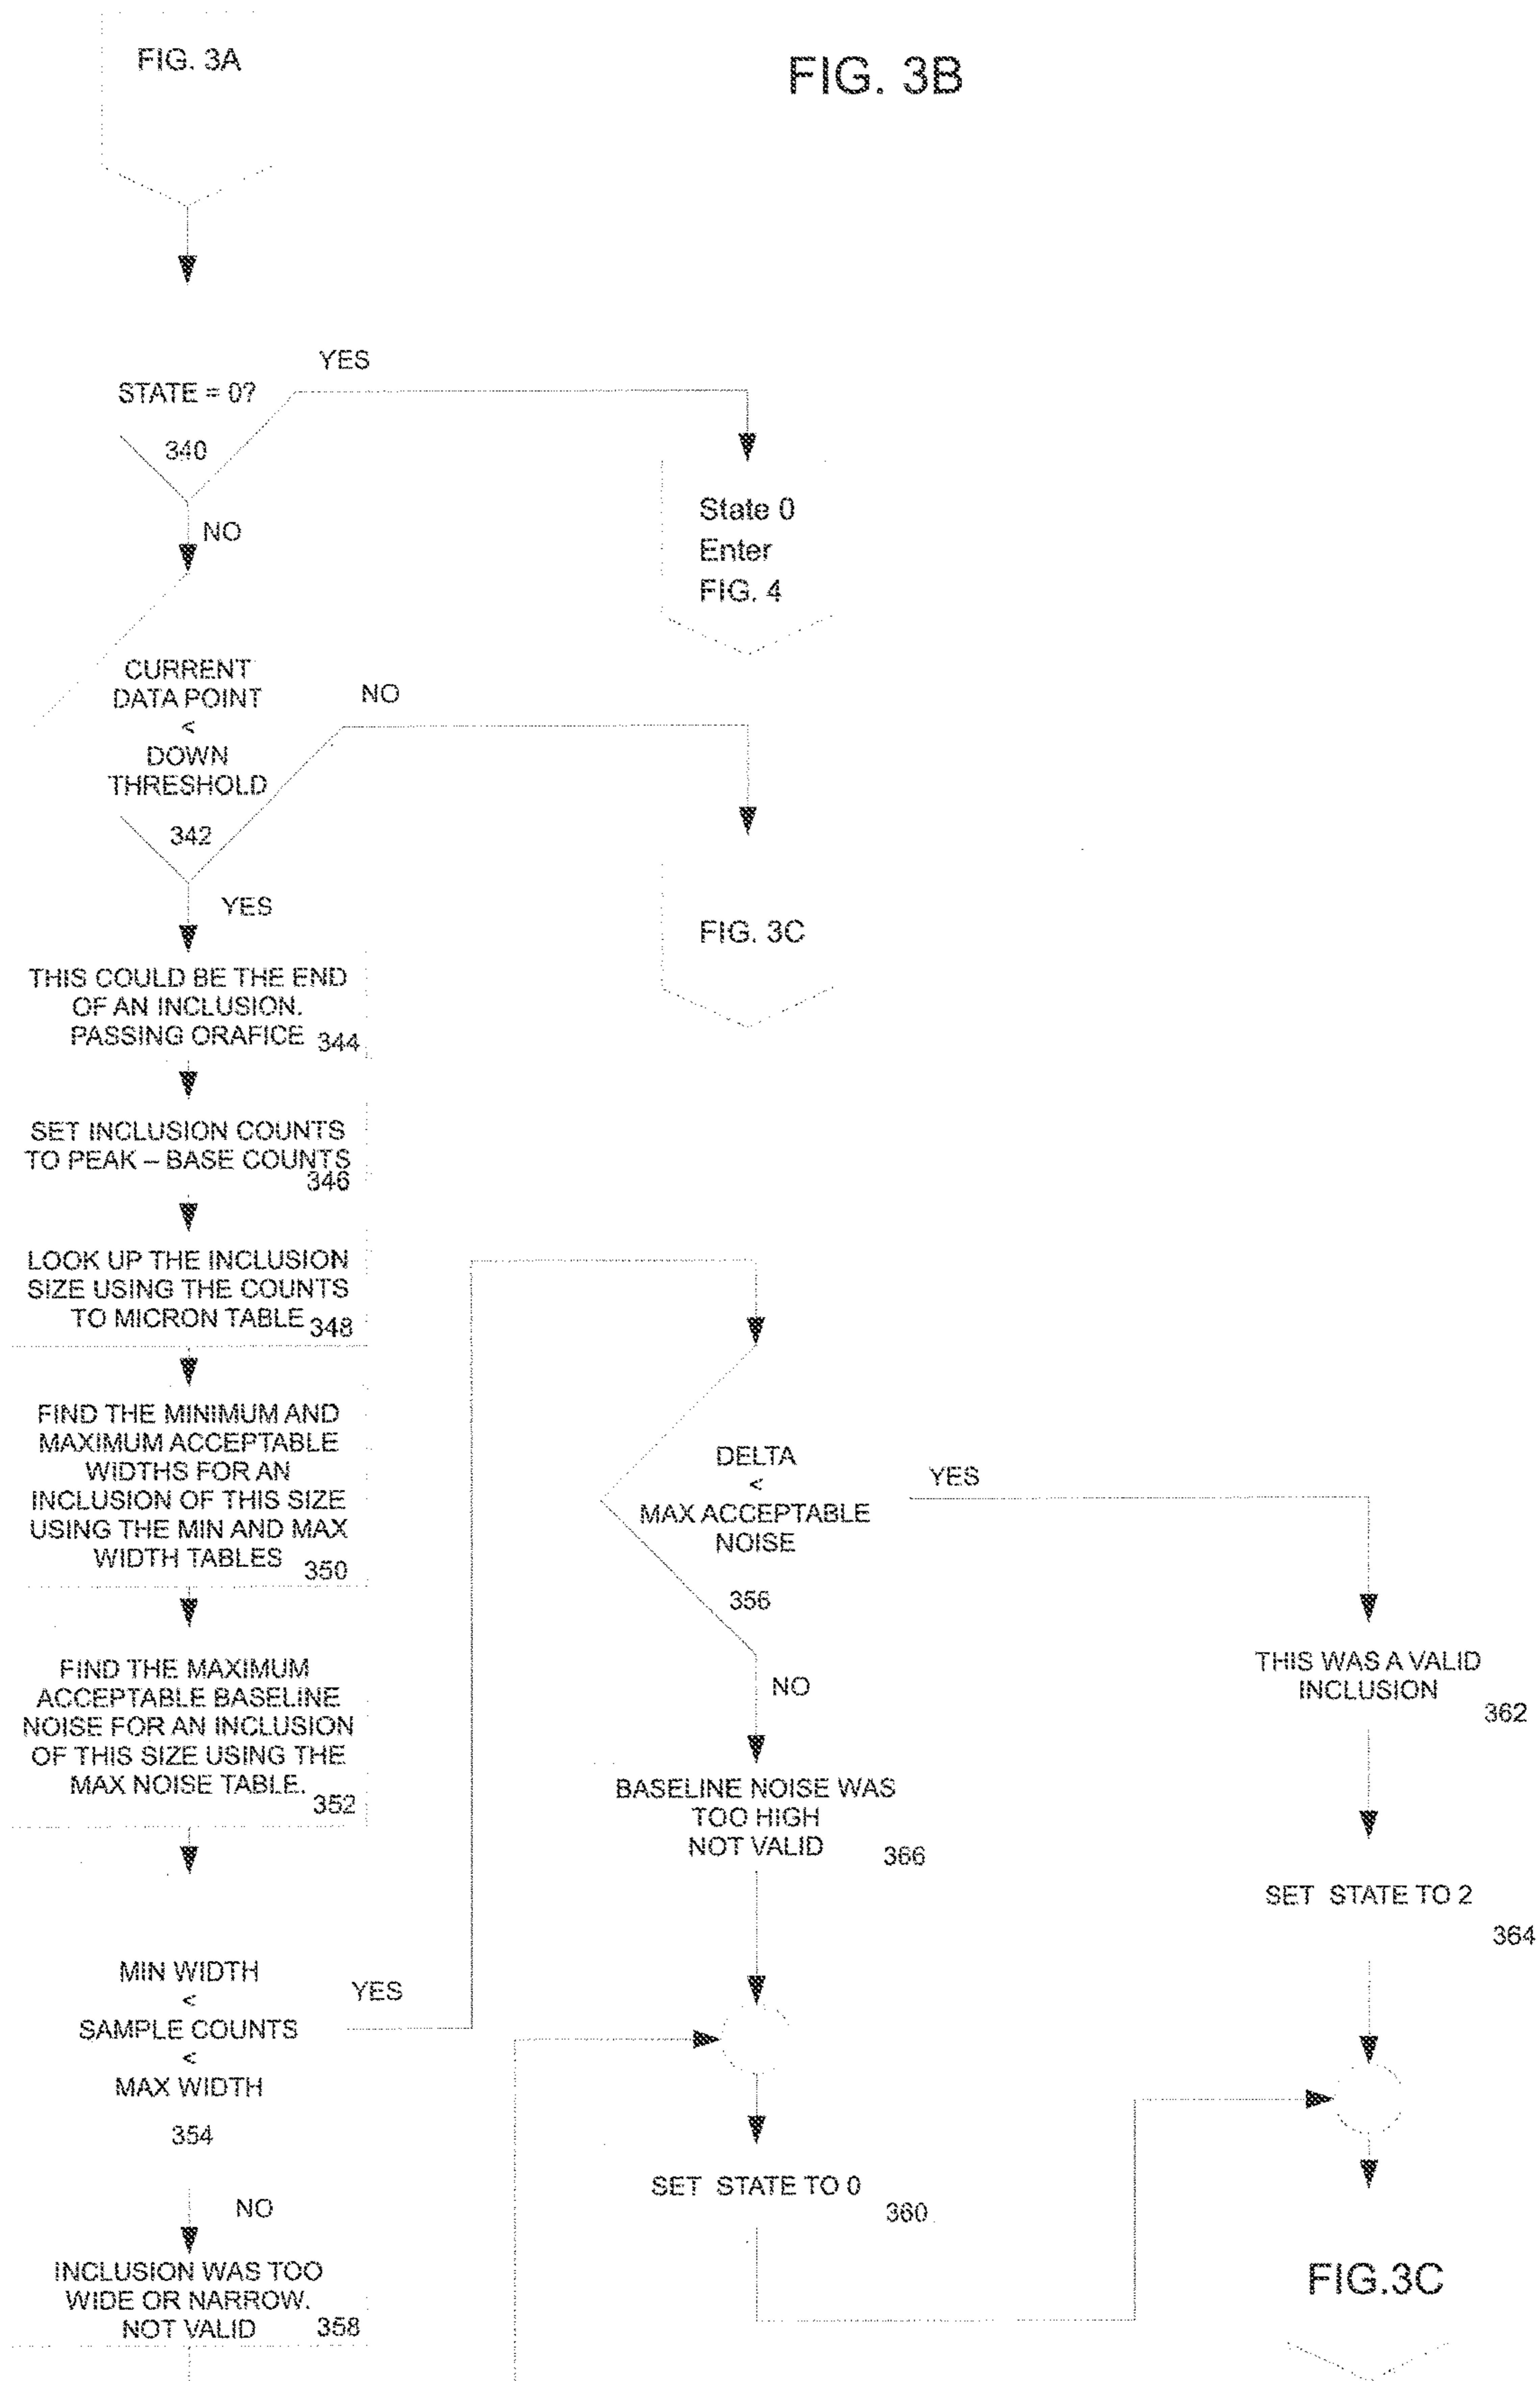 FIG. 3A
FIG. 3B
YES
STATE = 0?
340
NO
State 0
Enter
FIG. 4
CURRENT
DATA POINT
<
DOWN
THRESHOLD
342
NO
YES
FIG. 3C
THIS COULD BE THE END
OF AN INCLUSION.
PASSING ORAFICE 344
SET INCLUSION COUNTS
TO PEAK – BASE COUNTS
346
LOOK UP THE INCLUSION
SIZE USING THE COUNTS
TO MICRON TABLE 348
FIND THE MINIMUM AND
MAXIMUM ACCEPTABLE
WIDTHS FOR AN
INCLUSION OF THIS SIZE
USING THE MIN AND MAX
WIDTH TABLES 350
FIND THE MAXIMUM
ACCEPTABLE BASELINE
NOISE FOR AN INCLUSION
OF THIS SIZE USING THE
MAX NOISE TABLE.
352
MIN WIDTH
<
SAMPLE COUNTS
<
MAX WIDTH
354
YES
NO
INCLUSION WAS TOO
WIDE OR NARROW.
NOT VALID 358
DELTA
<
MAX ACCEPTABLE
NOISE
356
YES
NO
BASELINE NOISE WAS
TOO HIGH
NOT VALID 366
SET STATE TO 0
360
THIS WAS A VALID
INCLUSION
362
SET STATE TO 2
364
FIG.3C